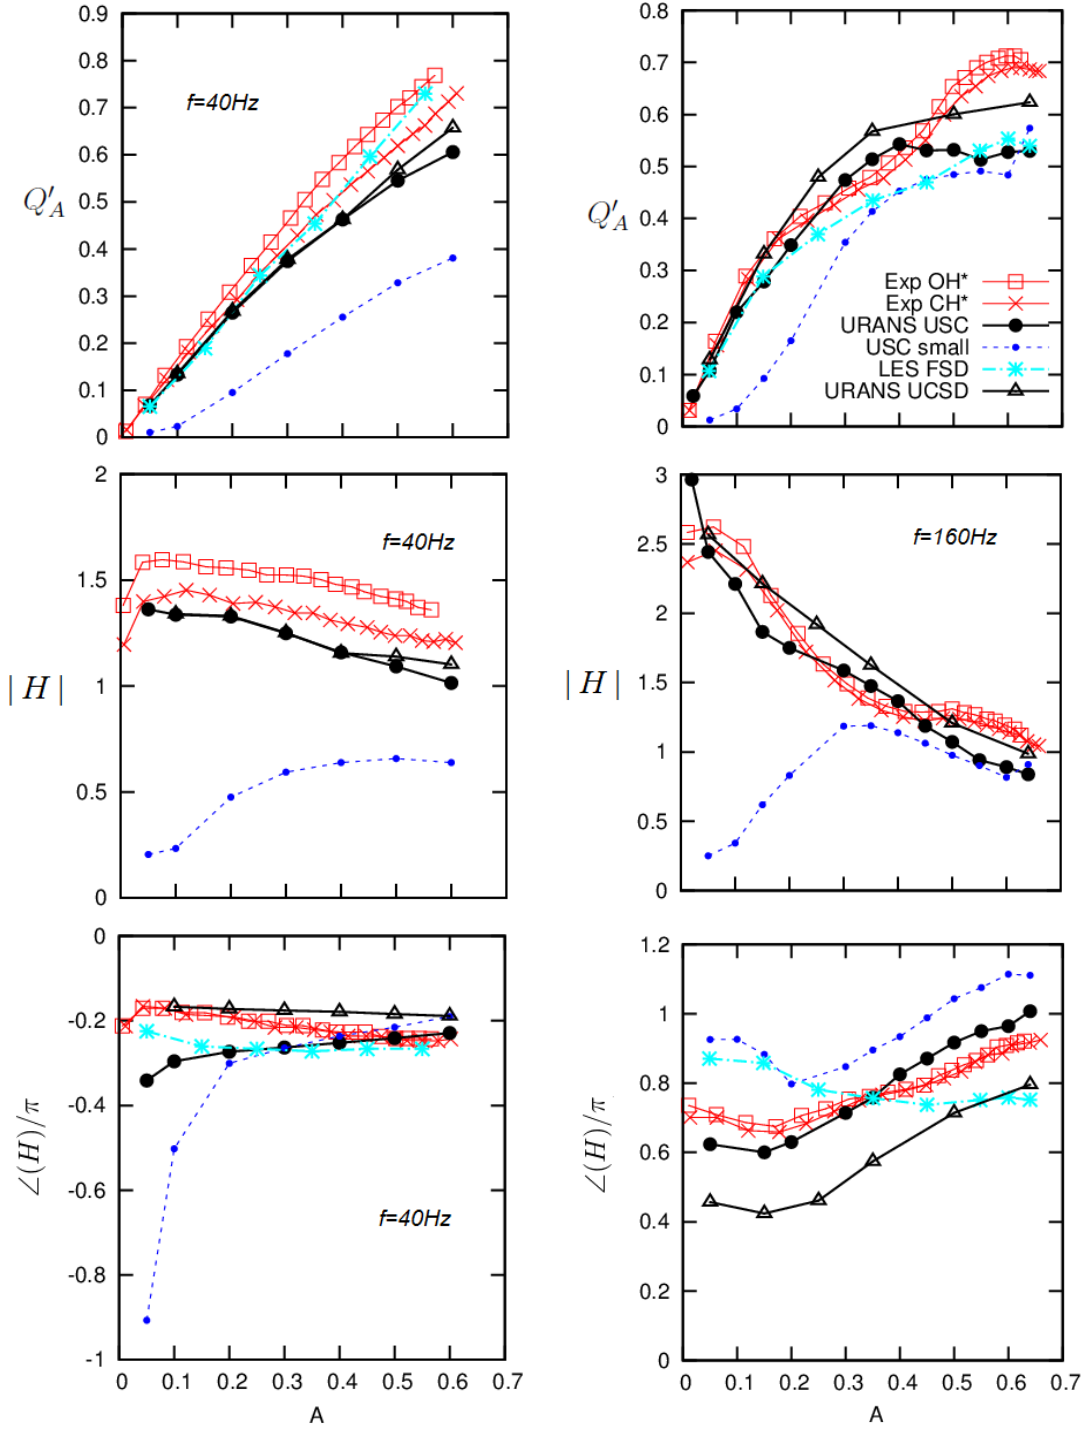 0.9
0.8
0.7
0.6
0.5
0.4
0.3
0.2
0.1
0
Q′A
f=40Hz
0.8
0.7
0.6
0.5
0.4
0.3
0.2
0.1
0
Q′A
Exp OH*
Exp CH*
URANS USC
USC small
LES FSD
URANS UCSD
2
1.5
1
0.5
0
| H |
f=40Hz
3
2.5
2
1.5
1
0.5
0
| H |
f=160Hz
0
-0.2
-0.4
-0.6
-0.8
-1
∠(H)/π
f=40Hz
0 0.1 0.2 0.3 0.4 0.5 0.6 0.7
A
1.2
1
0.8
0.6
0.4
0.2
0
∠(H)/π
0 0.1 0.2 0.3 0.4 0.5 0.6 0.7
A